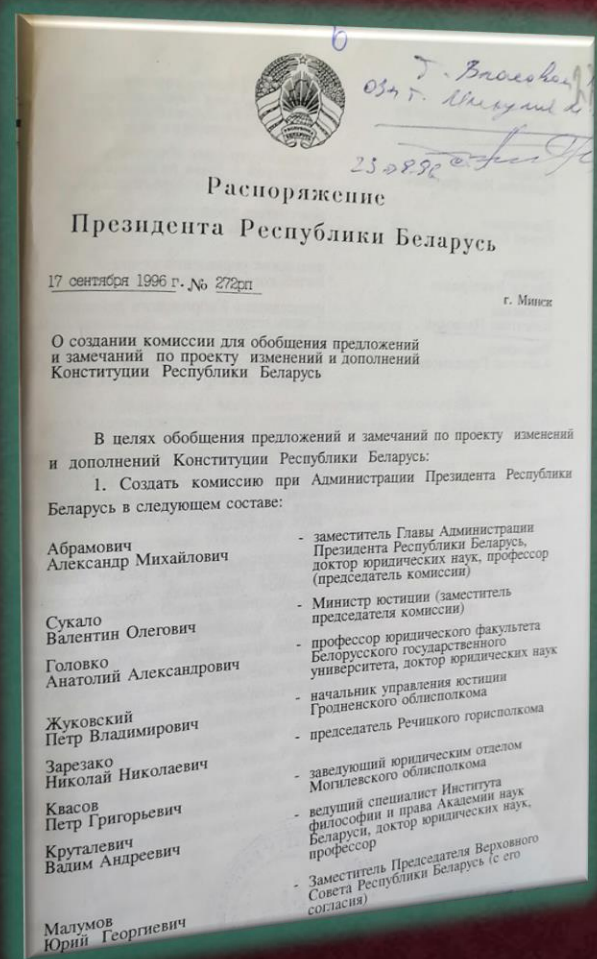 6
23.09.96
Распоряжение
Президента Республики Беларусь
17 сентября 1996 г. № 272рп
г. Минск
О создании комиссии для обобщения предложений
и замечаний по проекту изменений и дополнений
Конституции Республики Беларусь
В целях обобщения предложений и замечаний по проекту изменений
и дополнений Конституции Республики Беларусь:
1. Создать комиссию при Администрации Президента Республики
Беларусь в следующем составе:
Абрамович
Александр Михайлович
- заместитель Главы Администрации
Президента Республики Беларусь,
доктор юридических наук, профессор
(председатель комиссии)
Сукало
Валентин Олегович
- Министр юстиции (заместитель
председателя комиссии)
Головко
Анатолий Александрович
- профессор юридического факультета
Белорусского государственного
университета, доктор юридических наук
Жуковский
Петр Владимирович
- начальник управления юстиции
Гродненского облисполкома
Зарезако
Николай Николаевич
- председатель Речицкого горисполкома
Квасов
Петр Григорьевич
- заведующий юридическим отделом
Могилевского облисполкома
Круталевич
Вадим Андреевич
- ведущий специалист Института
философии и права Академии наук
Беларуси, доктор юридических наук,
профессор
Малумов
Юрий Георгиевич
- Заместитель Председателя Верховного
Совета Республики Беларусь (с его
согласия)